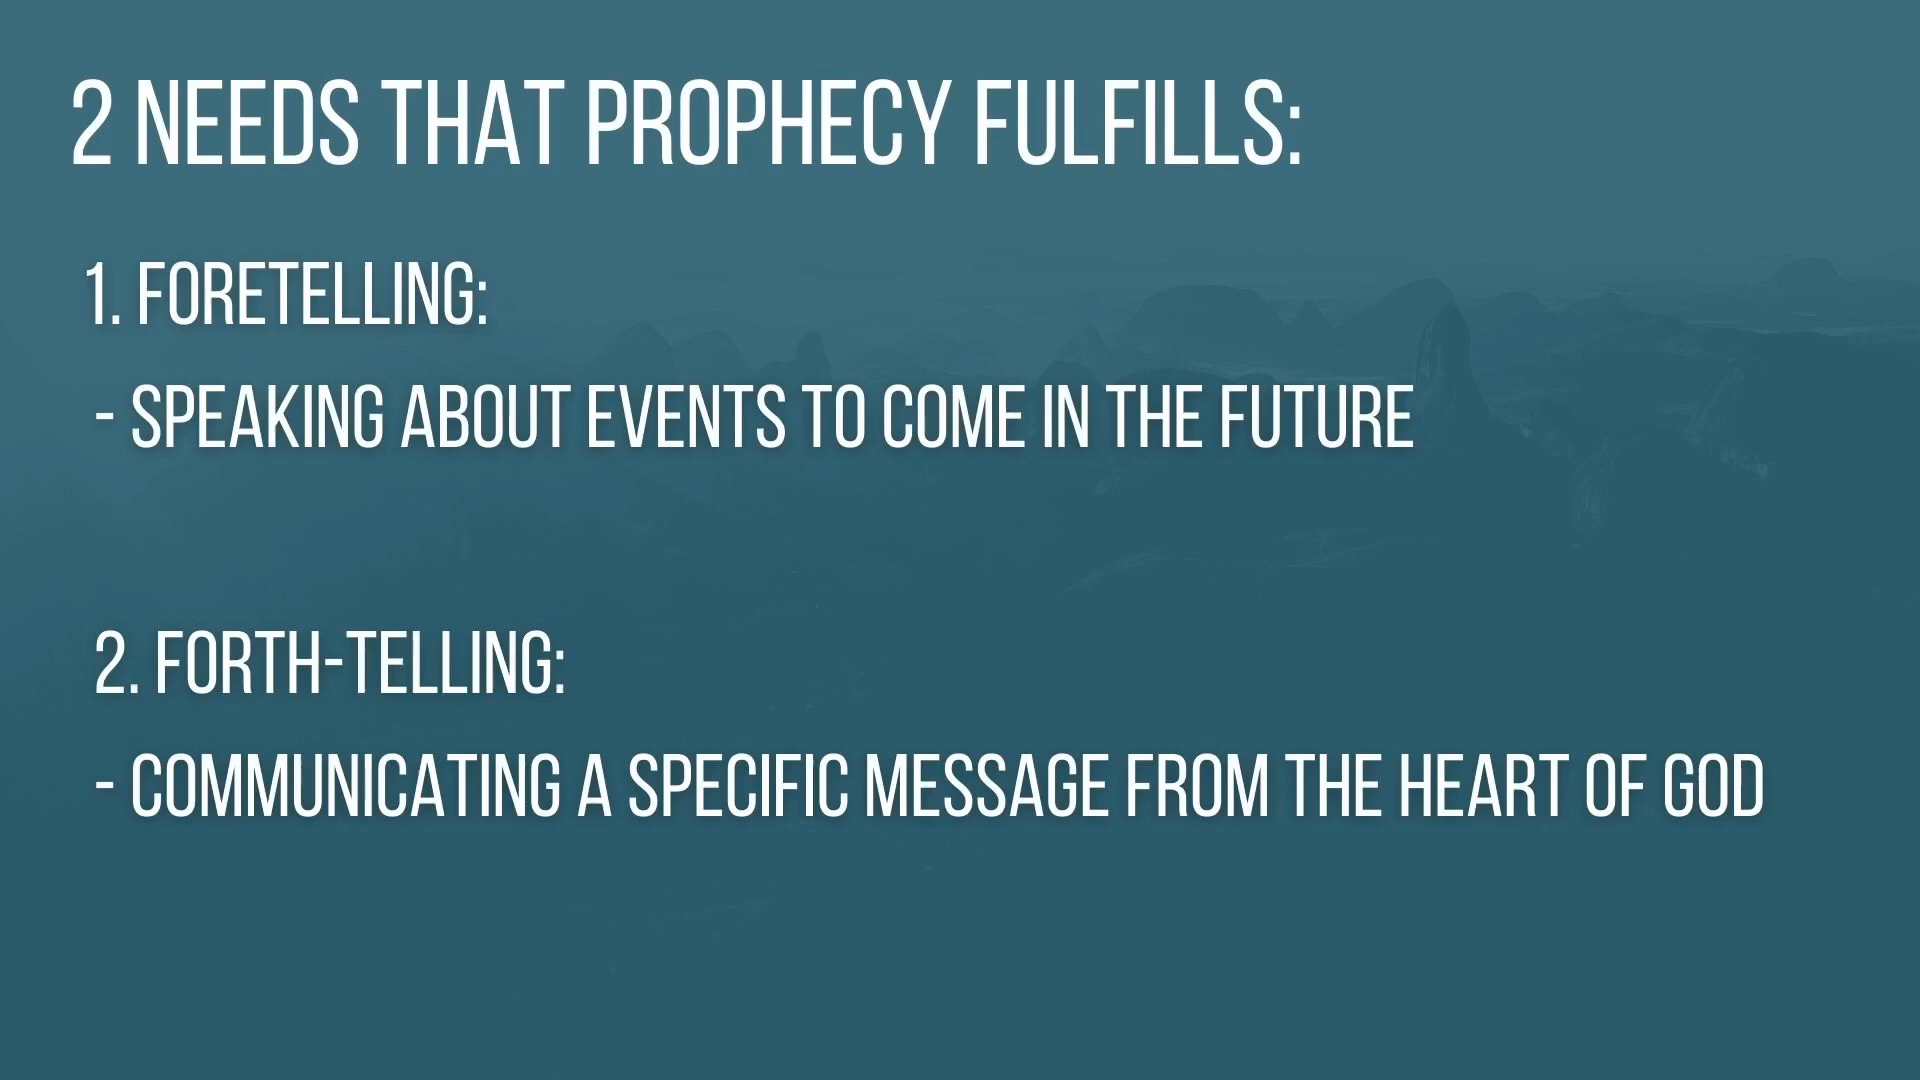 2 NEEDS THAT PROPHECY FULFILLS:
1. FORETELLING:
- SPEAKING ABOUT EVENTS TO COME IN THE FUTURE
2. FORTH-TELLING:
- COMMUNICATING A SPECIFIC MESSAGE FROM THE HEART OF GOD